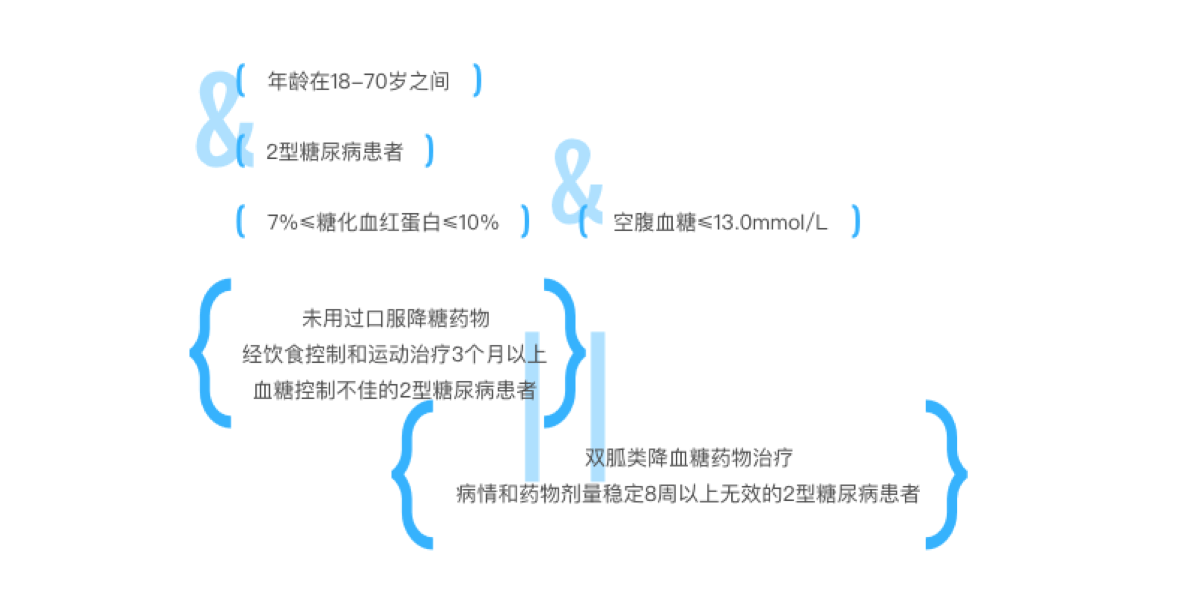 & ( 年龄在18-70岁之间 )
( 2型糖尿病患者 )
( 7%≤糖化血红蛋白≤10% ) & ( 空腹血糖≤13.0mmol/L )
{ 未用过口服降糖药物
经饮食控制和运动治疗3个月以上
血糖控制不佳的2型糖尿病患者 }
||
{ 双胍类降血糖药物治疗
病情和药物剂量稳定8周以上无效的2型糖尿病患者 }